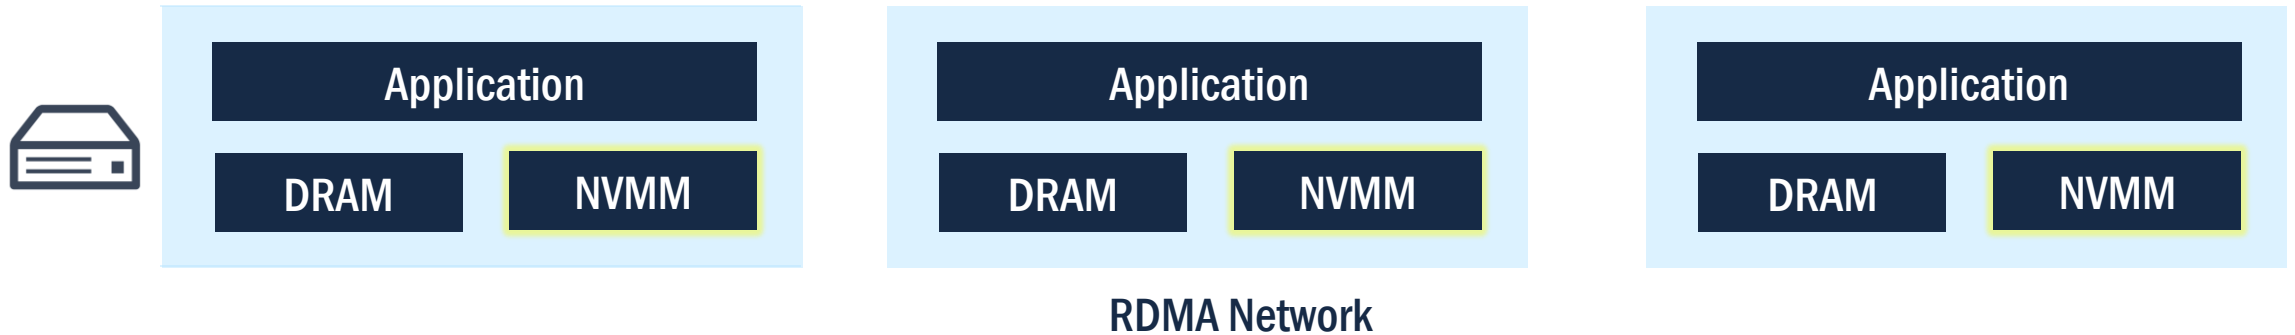 Application
DRAM
NVMM
Application
DRAM
NVMM
Application
DRAM
NVMM
RDMA Network